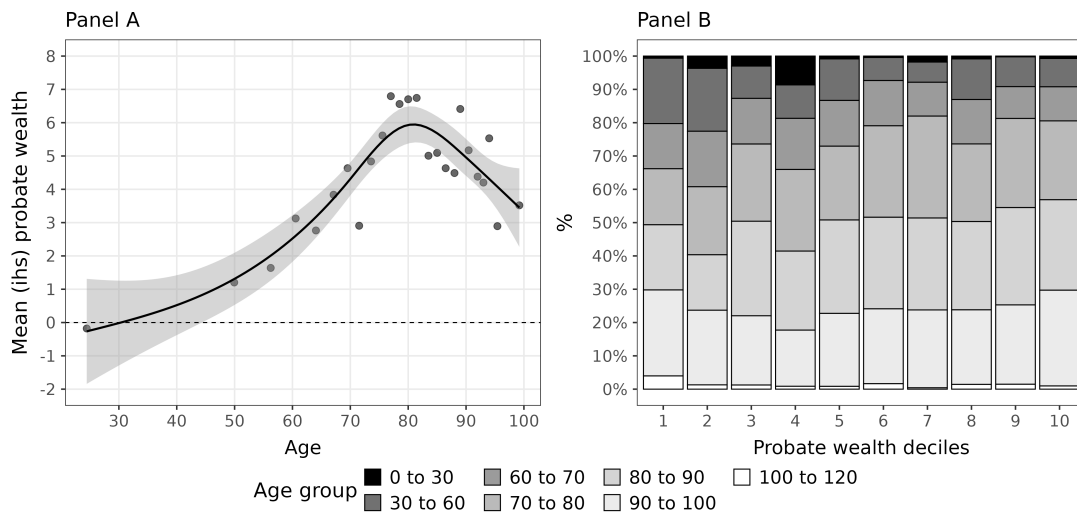 Panel A
Mean (ihs) probate wealth
8
7
6
5
4
3
2
1
0
-1
-2
30 40 50 60 70 80 90 100
Age
Panel B
%
100%
90%
80%
70%
60%
50%
40%
30%
20%
10%
0%
1 2 3 4 5 6 7 8 9 10
Probate wealth deciles
Age group
0 to 30 60 to 70 80 to 90 100 to 120
30 to 60 70 to 80 90 to 100